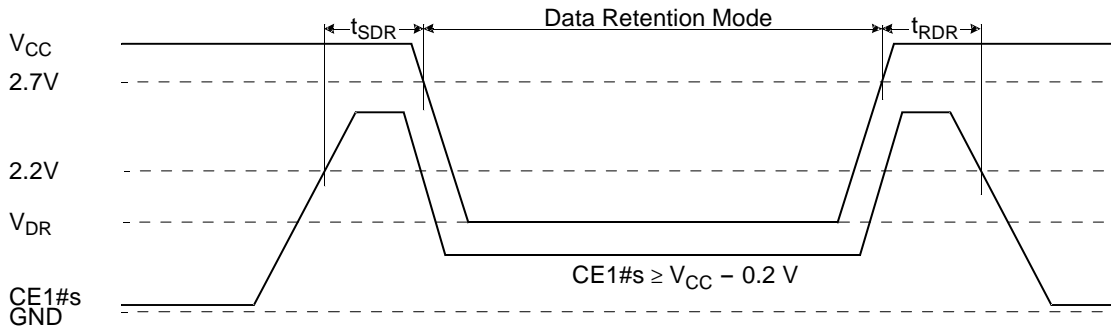 Data Retention Mode
tSDR
tRDR
VCC
2.7V
2.2V
VDR
CE1#s ≥ VCC – 0.2 V
CE1#s
GND